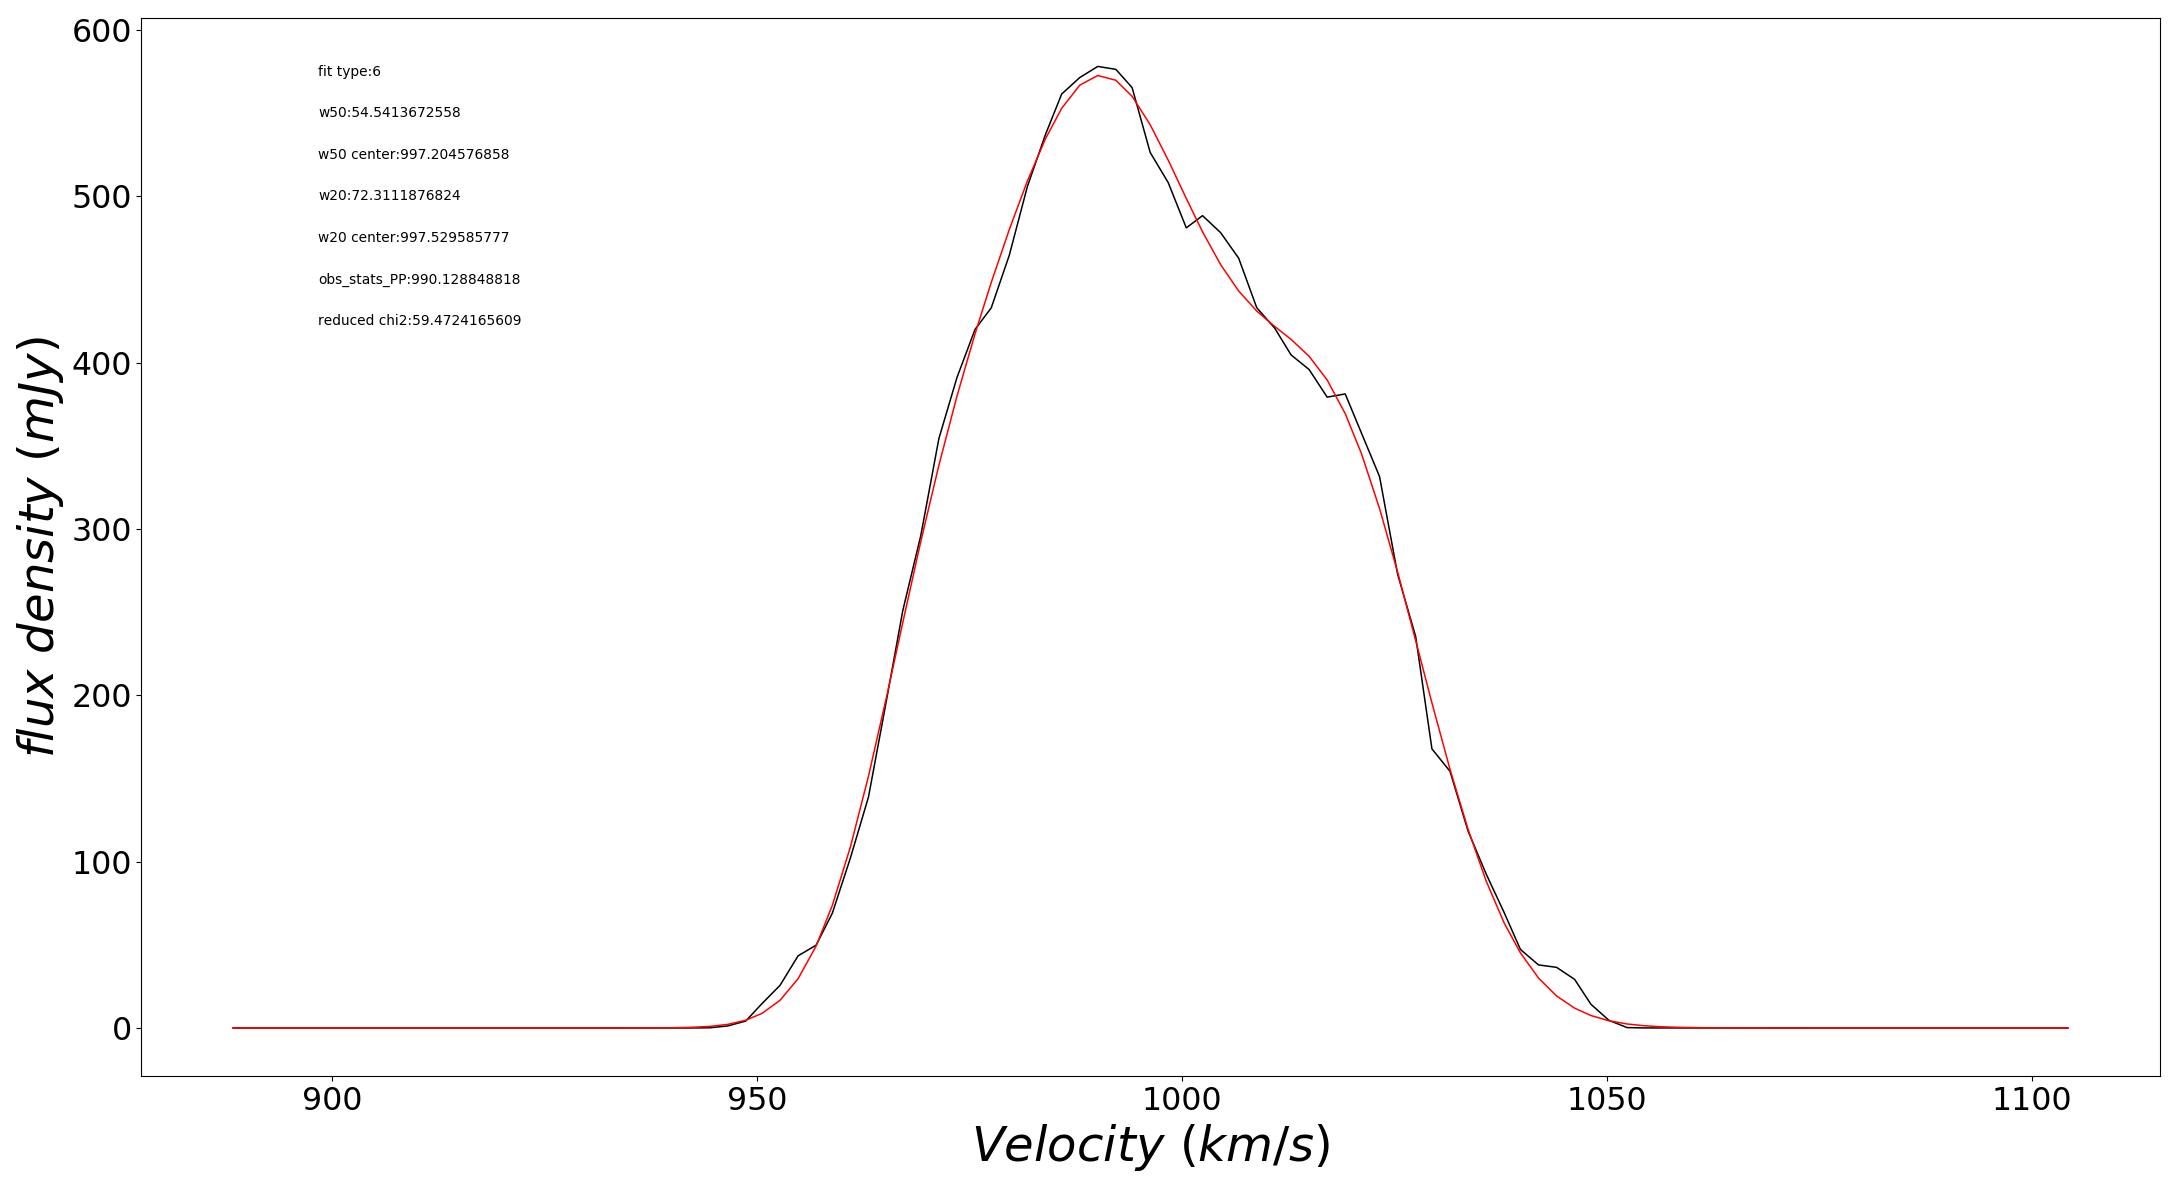 600
500
400
300
200
100
0
flux density (mJy)
fit type:6
w50:54.5413672558
w50 center:997.204576858
w20:72.3111876824
w20 center:997.529585777
obs_stats_PP:990.128848818
reduced chi2:59.4724165609
900 950 1000 1050 1100
Velocity (km/s)